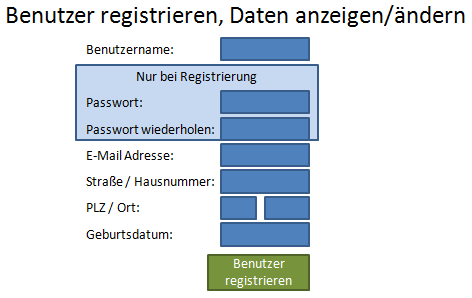 Benutzer registrieren, Daten anzeigen/ändern
Benutzername:
Nur bei Registrierung
Passwort:
Passwort wiederholen:
E-Mail Adresse:
Straße / Hausnummer:
PLZ / Ort:
Geburtsdatum:
Benutzer
registrieren